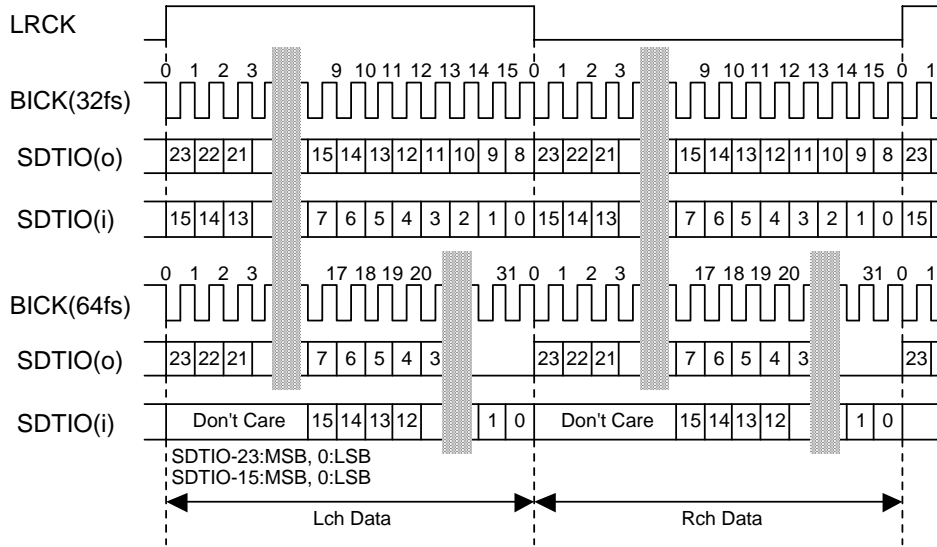 LRCK
0 1 2 3 9 10 11 12 13 14 15 0 1 2 3 9 10 11 12 13 14 15 0 1
BICK(32fs)
SDTIO(o) 23 22 21 15 14 13 12 11 10 9 8 23 22 21 15 14 13 12 11 10 9 8 23
SDTIO(i) 15 14 13 7 6 5 4 3 2 1 0 15 14 13 7 6 5 4 3 2 1 0 15
0 1 2 3 17 18 19 20 31 0 1 2 3 17 18 19 20 31 0 1
BICK(64fs)
SDTIO(o) 23 22 21 7 6 5 4 3 23 22 21 7 6 5 4 3 23
SDTIO(i) Don't Care 15 14 13 12 1 0 Don't Care 15 14 13 12 1 0
SDTIO-23:MSB, 0:LSB
SDTIO-15:MSB, 0:LSB
Lch Data Rch Data